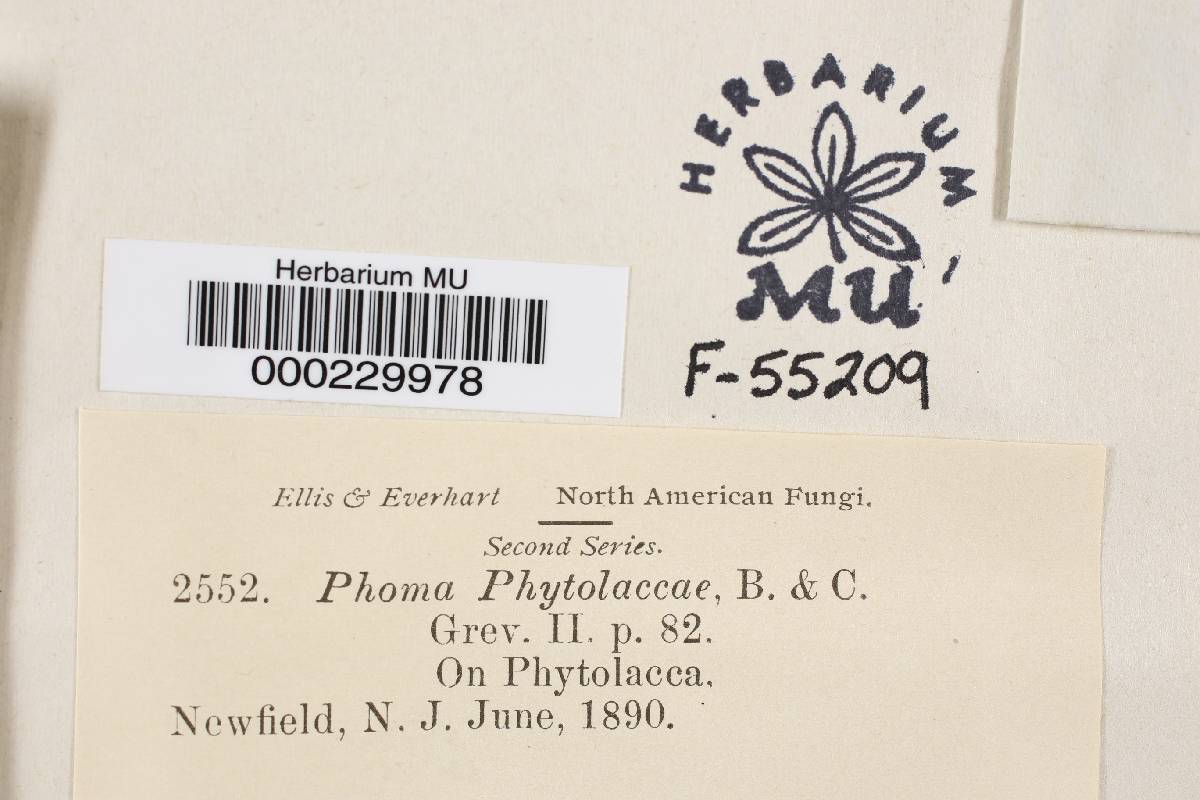 HERBARIUM
MU
Herbarium MU
000229978
F-55209
Ellis & Everhart North American Fungi.
Second Series.
2552. Phoma Phytolaccae, B. & C.
Grev. II. p. 82.
On Phytolacca,
Newfield, N. J. June, 1890.